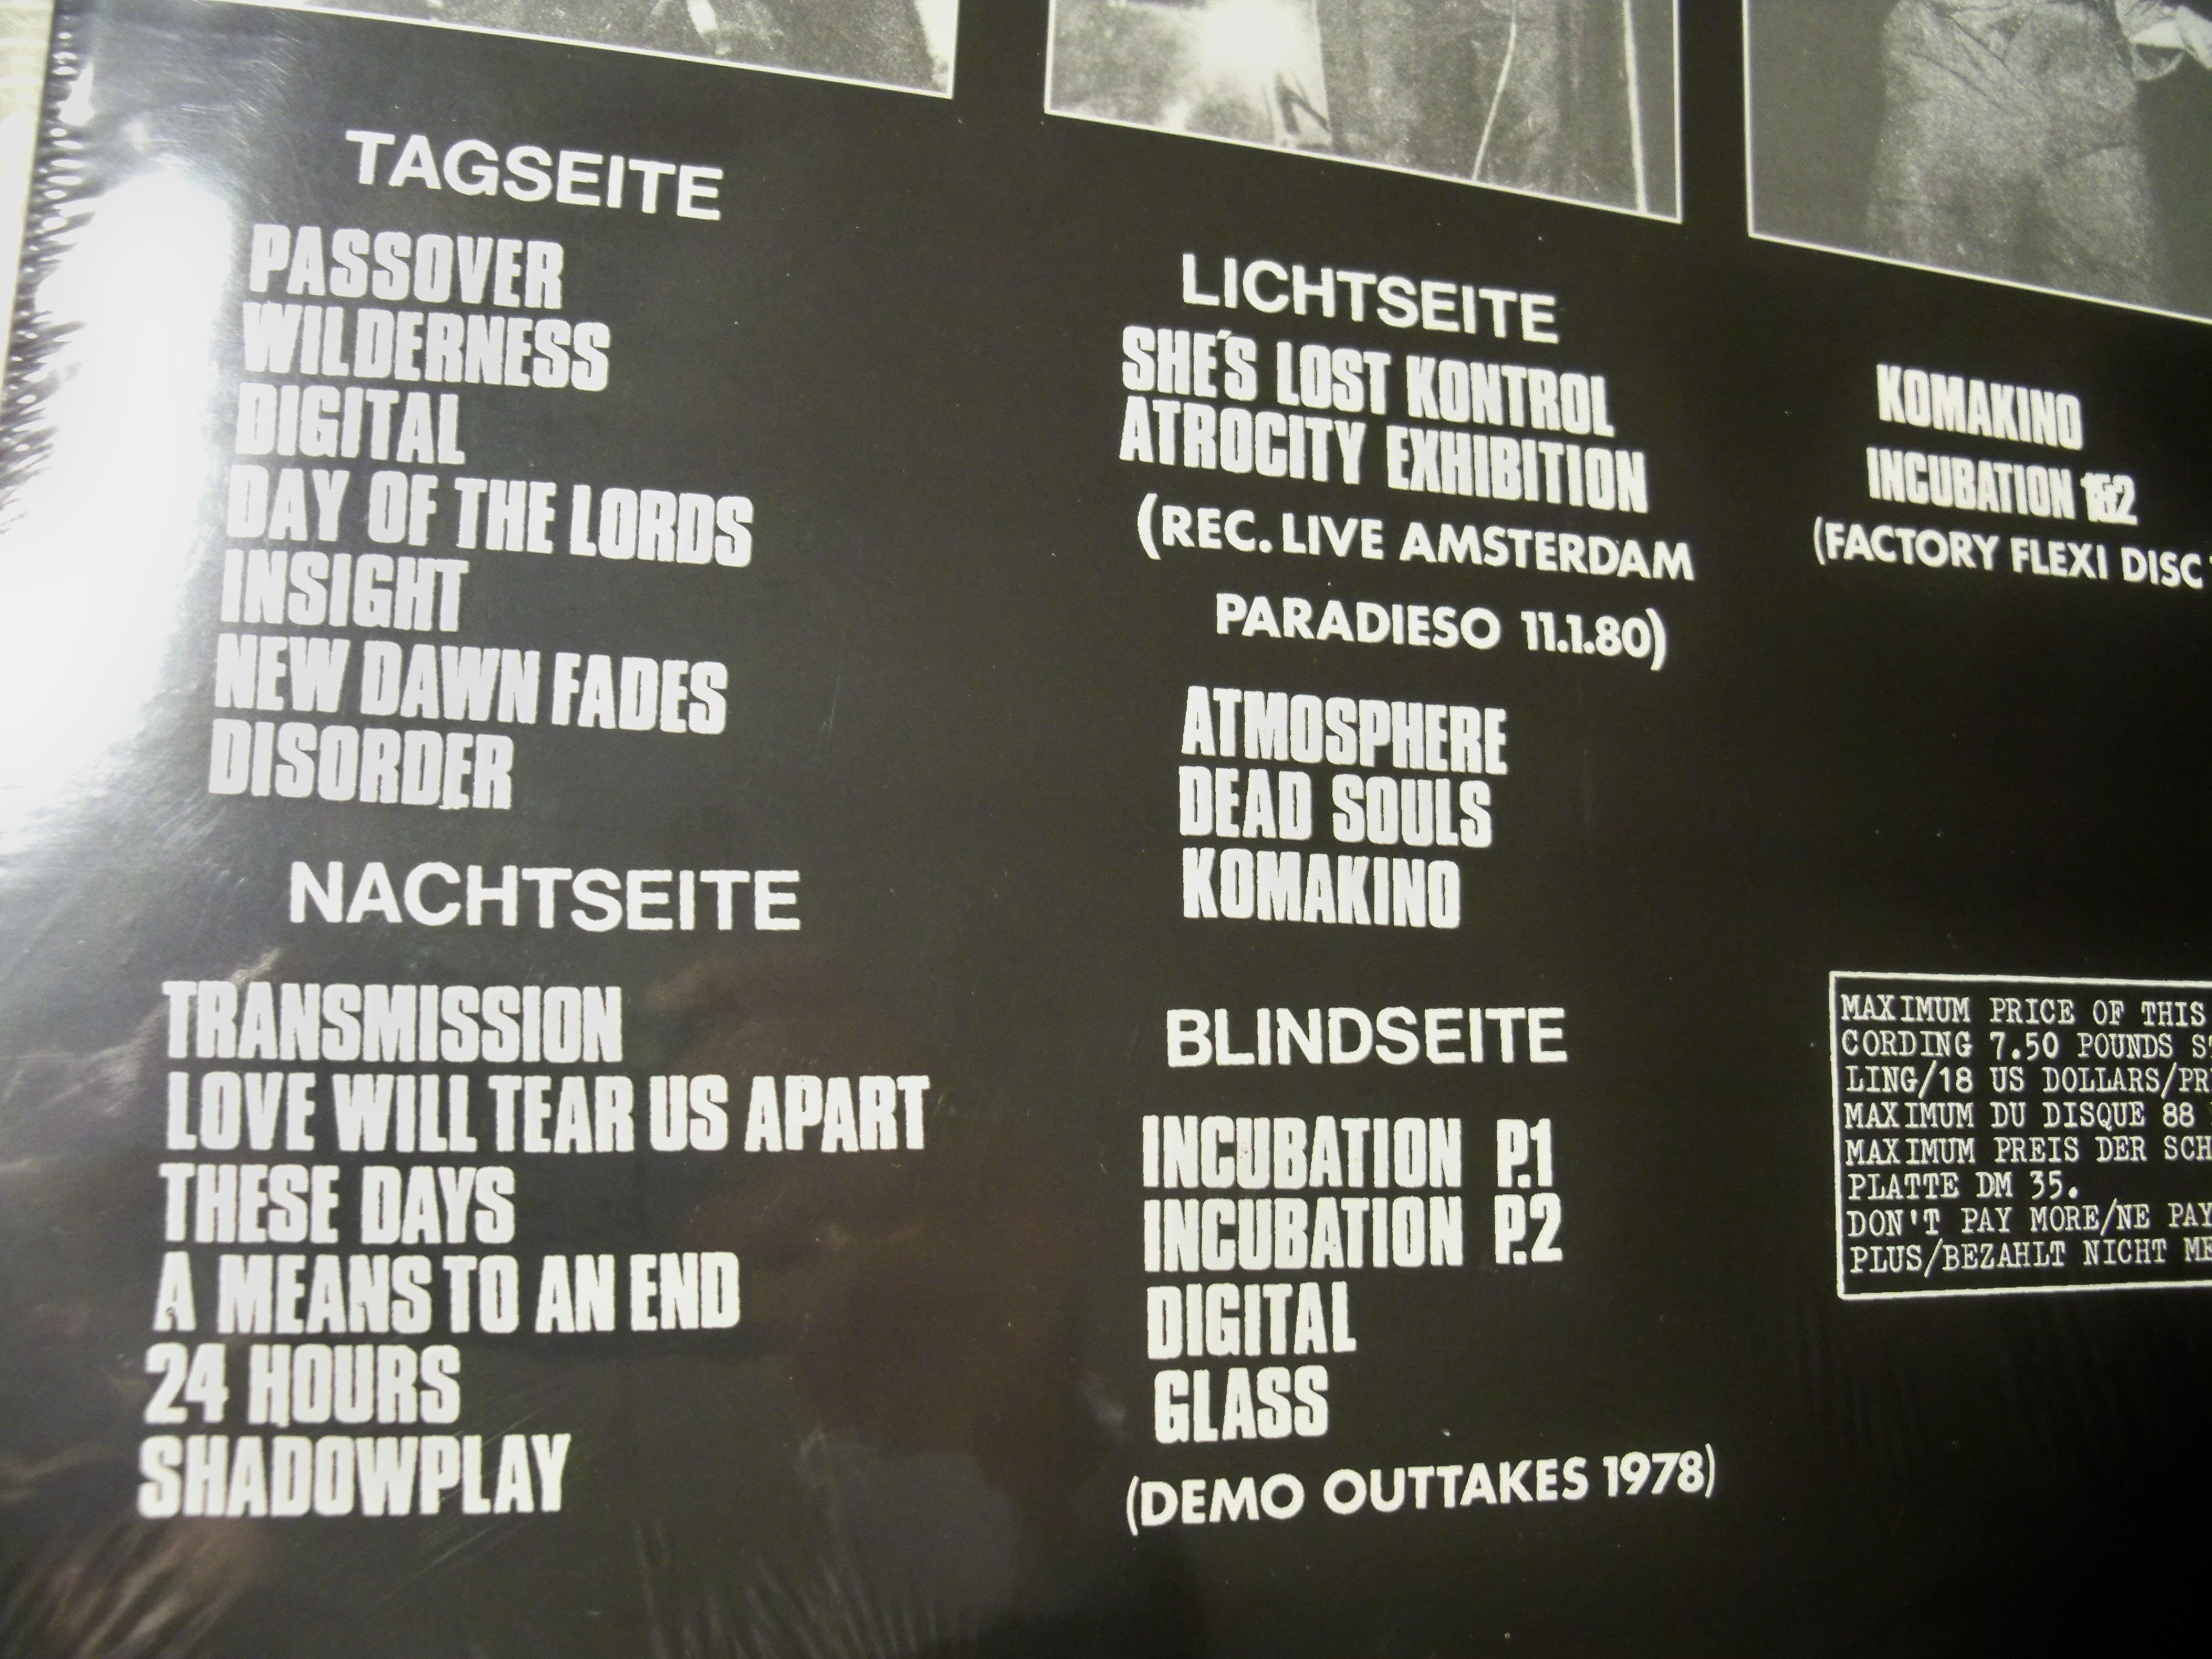 TAGSEITE
PASSOVER
WILDERNESS
DIGITAL
DAY OF THE LORDS
INSIGHT
NEW DAWN FADES
DISORDER
NACHTSEITE
TRANSMISSION
LOVE WILL TEAR US APART
THESE DAYS
A MEANS TO AN END
24 HOURS
SHADOWPLAY
LICHTSEITE
SHE'S LOST KONTROL
ATROCITY EXHIBITION
(REC. LIVE AMSTERDAM
PARADIESO 11.1.80)
ATMOSPHERE
DEAD SOULS
KOMAKINO
BLINDSEITE
INCUBATION P.1
INCUBATION P.2
DIGITAL
GLASS
(DEMO OUTTAKES 1978)
KOMAKINO
INCUBATION 1&2
(FACTORY FLEXI DISC
MAXIMUM PRICE OF THIS
CORDING 7.50 POUNDS
LING/18 US DOLLARS/
MAXIMUM DU DISQUE 88
MAXIMUM PREIS DER
PLATTE DM 35.
DON'T PAY MORE/NE PAY
PLUS/BEZAHLT NICHT